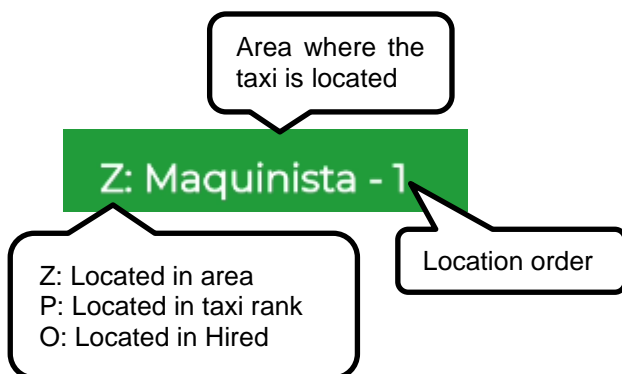 Area where the
taxi is located
Z: Maquinista - 1
Z: Located in area
P: Located in taxi rank
O: Located in Hired
Location order